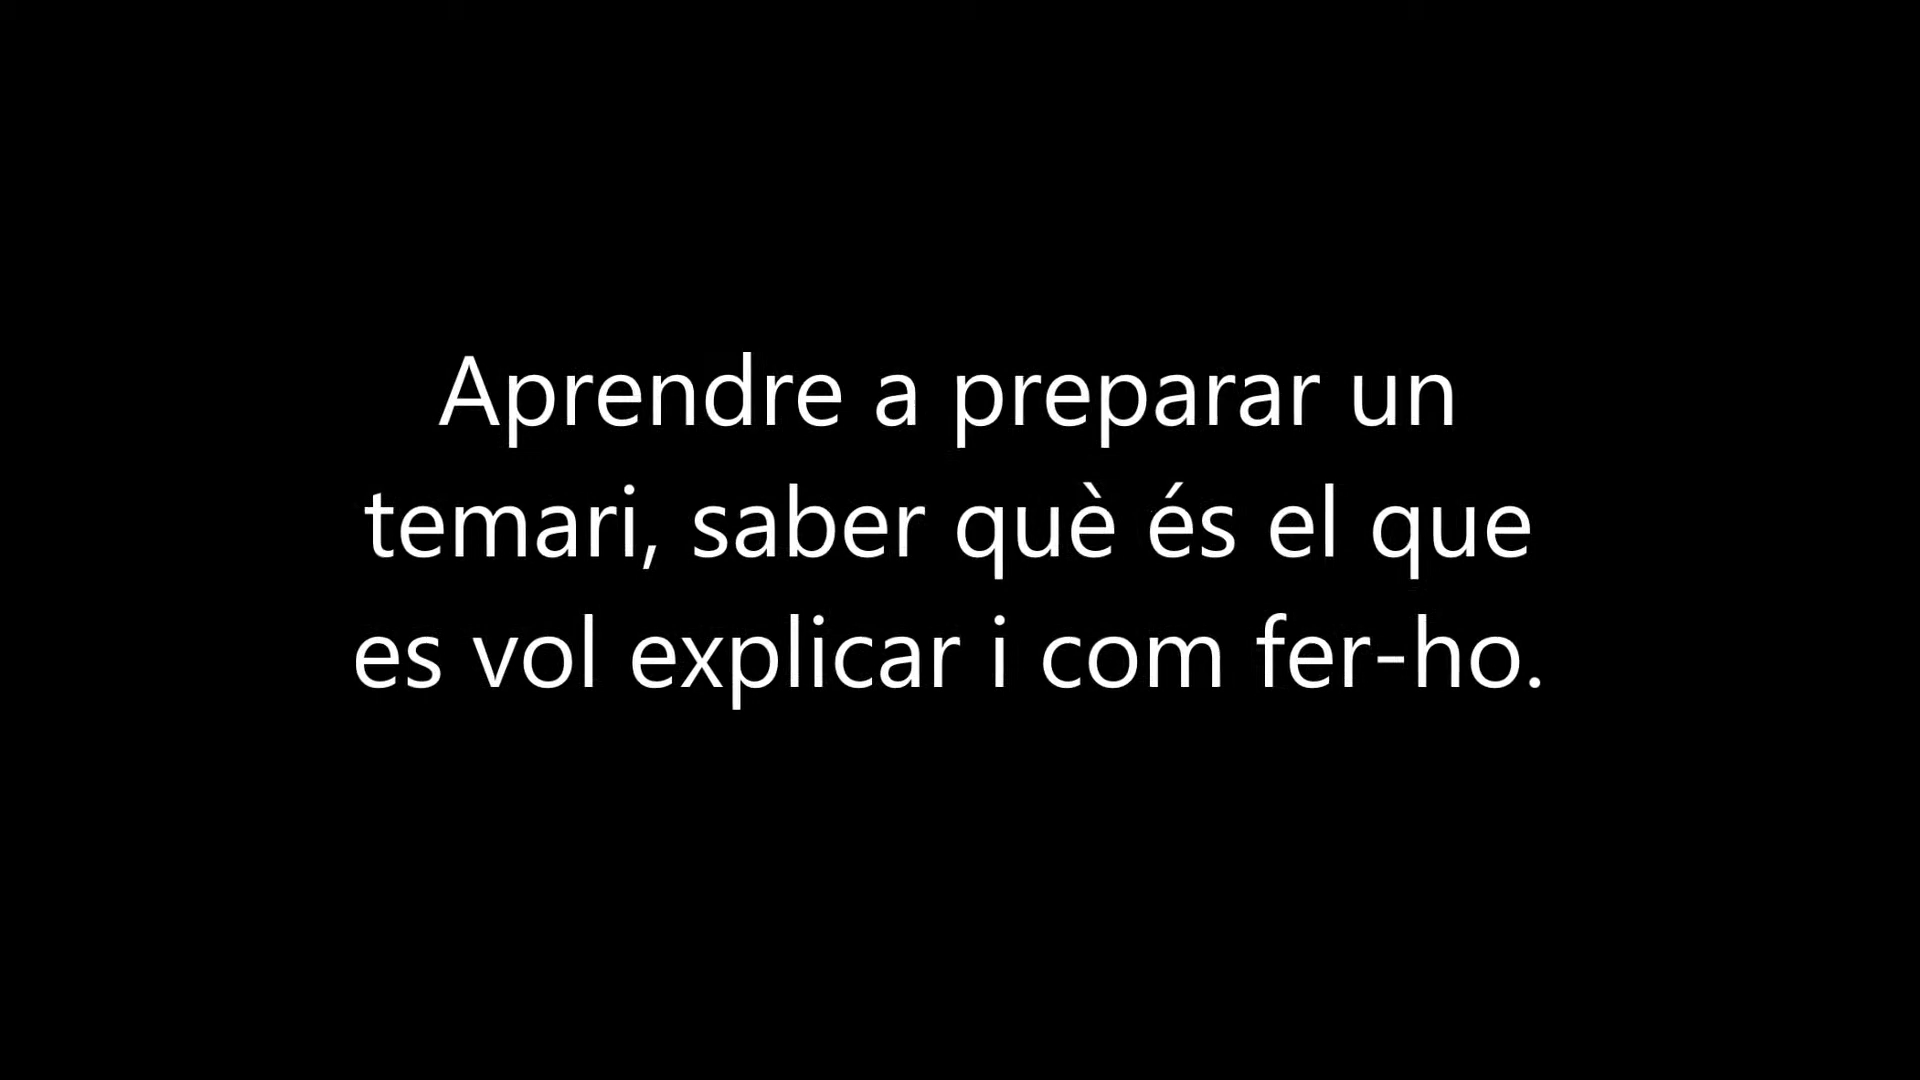 Aprendre a preparar un
temari, saber què és el que
es vol explicar i com fer-ho.